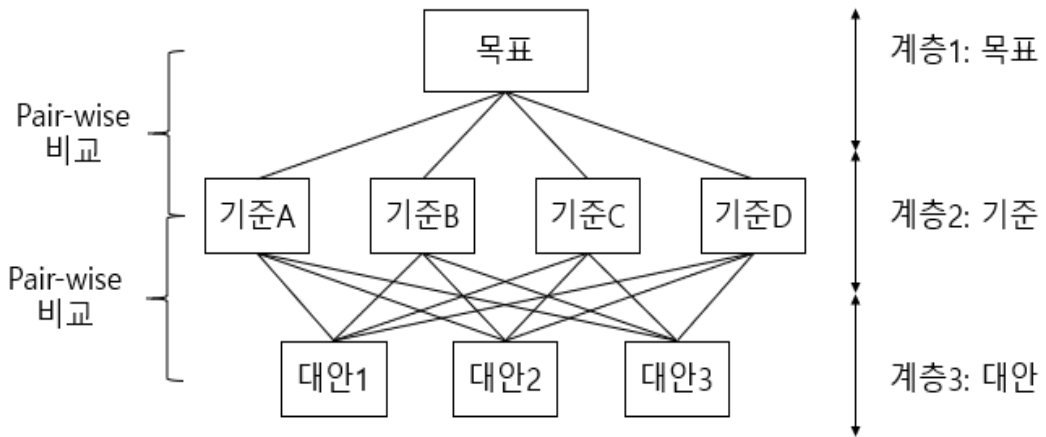 목표
계층1: 목표
Pair-wise
비교
기준A
기준B
기준C
기준D
계층2: 기준
Pair-wise
비교
대안1
대안2
대안3
계층3: 대안